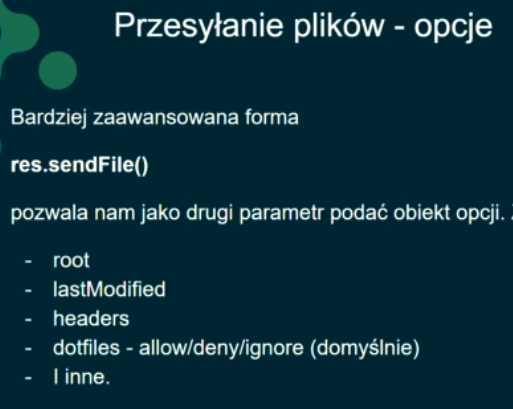 Przesyłanie plików - opcje
Bardziej zaawansowana forma
res.sendFile()
pozwala nam jako drugi parametr podać obiekt opcji.
- root
- lastModified
- headers
- dotfiles - allow/deny/ignore (domyślnie)
- I inne.